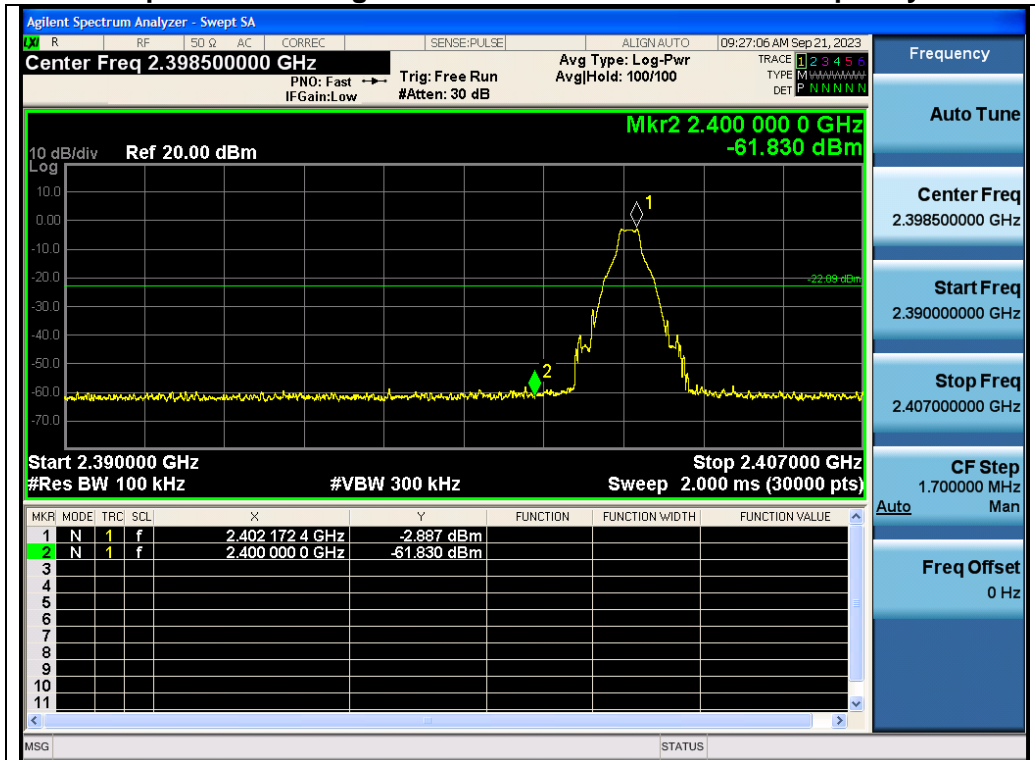 Agilent Spectrum Analyzer - Swept SA
LXI R RF 50 Ω AC CORREC SENSE:PULSE ALIGN AUTO 09:27:06 AM Sep 21, 2023
Center Freq 2.398500000 GHz
PNO: Fast
IFGain:Low
Trig: Free Run
#Atten: 30 dB
Avg Type: Log-Pwr
Avg|Hold: 100/100
TRACE 1 2 3 4 5 6
TYPE M WWWWW
DET P N N N N N
Mkr2 2.400 000 0 GHz
-61.830 dBm
10 dB/div Ref 20.00 dBm
Log
10.0
0.00
-10.0
-20.0
-30.0
-40.0
-50.0
-60.0
-70.0
1
-22.09 dBm
2
Start 2.390000 GHz Stop 2.407000 GHz
#Res BW 100 kHz #VBW 300 kHz Sweep 2.000 ms (30000 pts)
MKR MODE TRC SCL X Y FUNCTION FUNCTION WIDTH FUNCTION VALUE
1 N 1 f 2.402 172 4 GHz -2.887 dBm
2 N 1 f 2.400 000 0 GHz -61.830 dBm
3
4
5
6
7
8
9
10
11
MSG STATUS
Frequency
Auto Tune
Center Freq
2.398500000 GHz
Start Freq
2.390000000 GHz
Stop Freq
2.407000000 GHz
CF Step
1.700000 MHz
Auto Man
Freq Offset
0 Hz